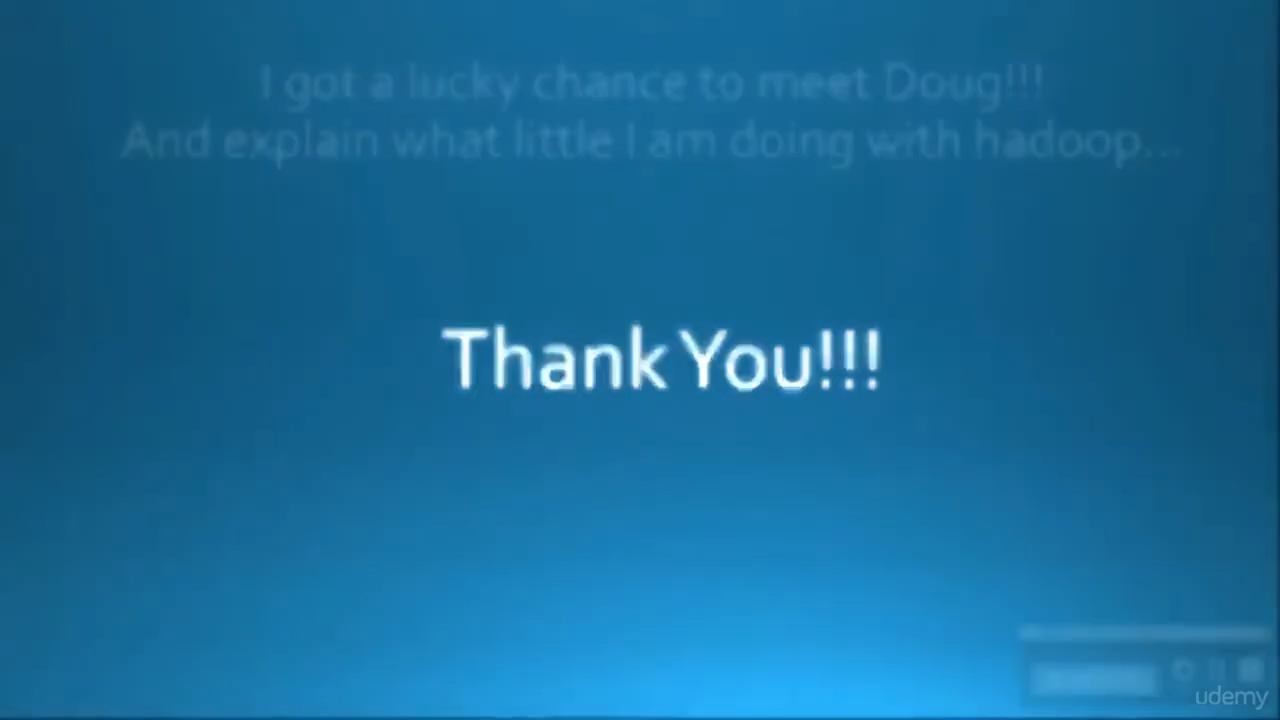 I got a lucky chance to meet Doug!!!
And explain what little I am doing with hadoop...
Thank You!!!
udemy